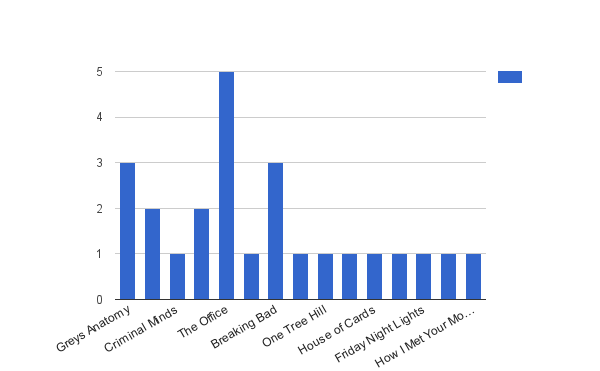 5
4
3
2
1
0
Greys Anatomy
Criminal Minds
The Office
Breaking Bad
One Tree Hill
House of Cards
Friday Night Lights
How I Met Your Mo...